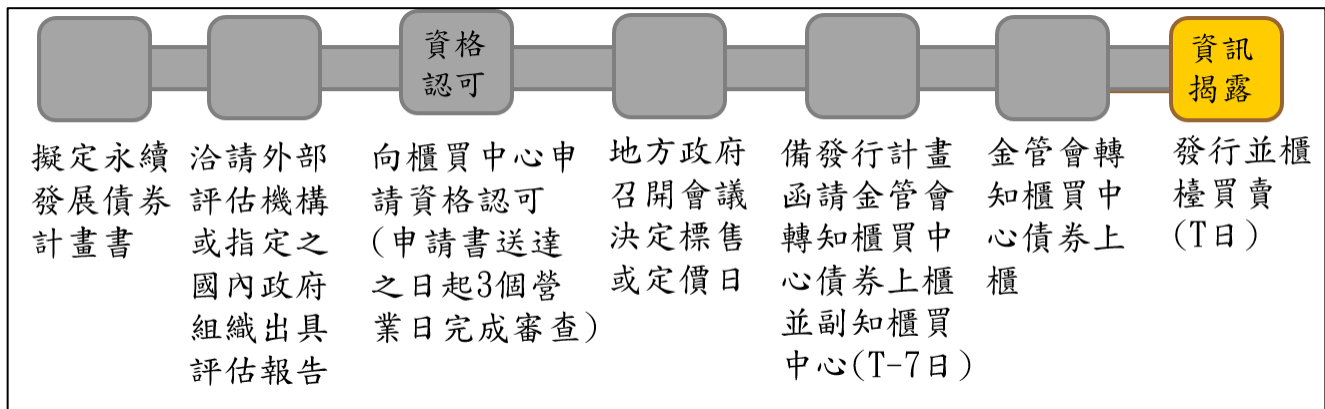 資格
認可
資訊
揭露
擬定永續
發展債券
計畫書
洽請外部
評估機構
或指定之
國內政府
組織出具
評估報告
向櫃買中心申
請資格認可
(申請書送達
之日起3個營
業日完成審查)
地方政府
召開會議
決定標售
或定價日
備發行計畫
函請金管會
轉知櫃買中
心債券上櫃
並副知櫃買
中心(T-7日)
金管會轉
知櫃買中
心債券上
櫃
發行並櫃
檯買賣
(T日)